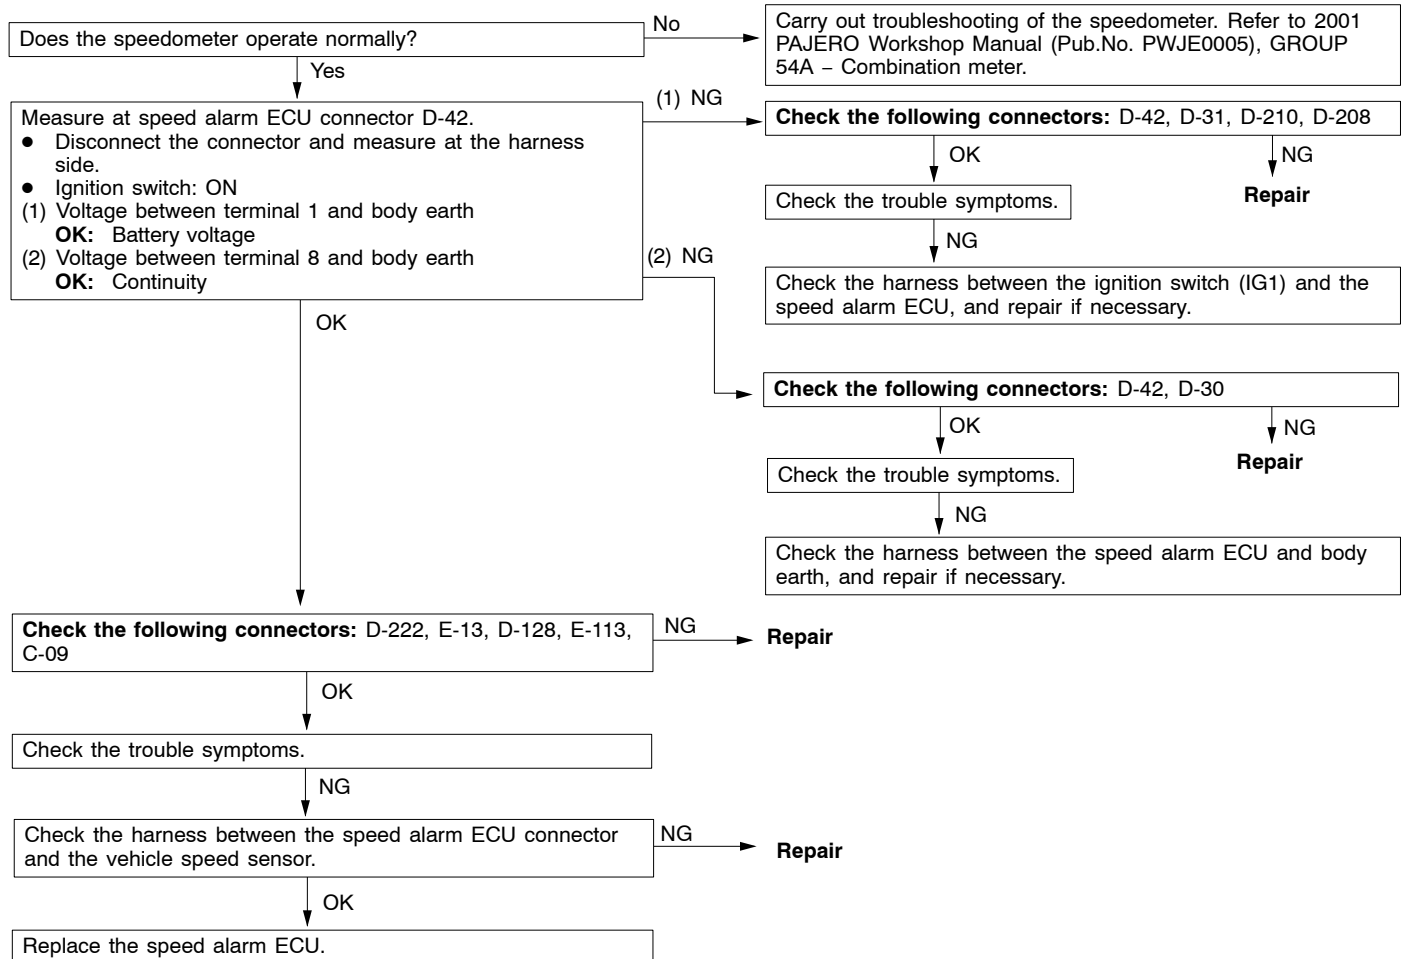 Does the speedometer operate normally?
No
Carry out troubleshooting of the speedometer. Refer to 2001
PAJERO Workshop Manual (Pub.No. PWJE0005), GROUP
54A – Combination meter.
Yes
Measure at speed alarm ECU connector D-42.
● Disconnect the connector and measure at the harness
side.
● Ignition switch: ON
(1) Voltage between terminal 1 and body earth
OK: Battery voltage
(2) Voltage between terminal 8 and body earth
OK: Continuity
(1) NG
Check the following connectors: D-42, D-31, D-210, D-208
OK
NG
Repair
Check the trouble symptoms.
NG
Check the harness between the ignition switch (IG1) and the
speed alarm ECU, and repair if necessary.
(2) NG
Check the following connectors: D-42, D-30
OK
NG
Repair
Check the trouble symptoms.
NG
Check the harness between the speed alarm ECU and body
earth, and repair if necessary.
OK
Check the following connectors: D-222, E-13, D-128, E-113,
C-09
NG
Repair
OK
Check the trouble symptoms.
NG
Check the harness between the speed alarm ECU connector
and the vehicle speed sensor.
NG
Repair
OK
Replace the speed alarm ECU.